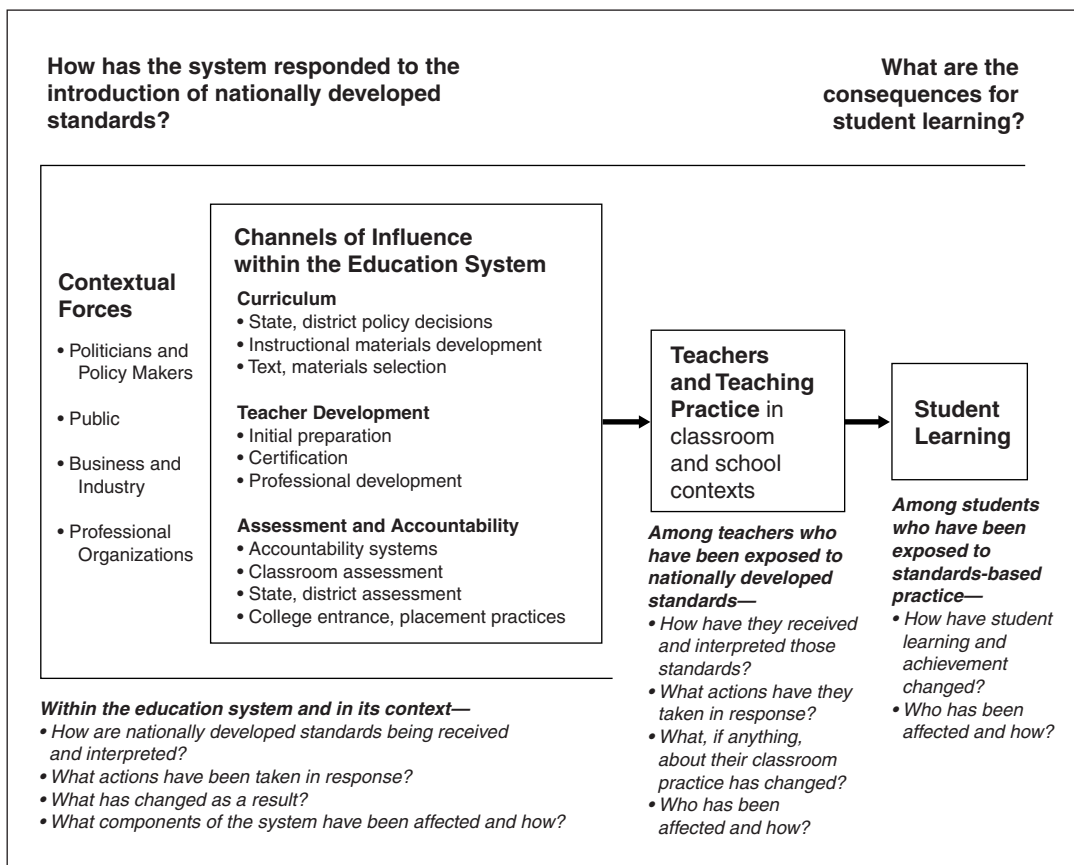 How has the system responded to the
introduction of nationally developed
standards?
What are the
consequences for
student learning?
Contextual
Forces
• Politicians and
Policy Makers
• Public
• Business and
Industry
• Professional
Organizations
Channels of Influence
within the Education System
Curriculum
• State, district policy decisions
• Instructional materials development
• Text, materials selection
Teacher Development
• Initial preparation
• Certification
• Professional development
Assessment and Accountability
• Accountability systems
• Classroom assessment
• State, district assessment
• College entrance, placement practices
Within the education system and in its context—
• How are nationally developed standards being received
and interpreted?
• What actions have been taken in response?
• What has changed as a result?
• What components of the system have been affected and how?
Teachers
and Teaching
Practice in
classroom
and school
contexts
Among teachers who
have been exposed to
nationally developed
standards—
• How have they received
and interpreted those
standards?
• What actions have they
taken in response?
• What, if anything,
about their classroom
practice has changed?
• Who has been
affected and how?
Student
Learning
Among students
who have been
exposed to
standards-based
practice—
• How have student
learning and
achievement
changed?
• Who has been
affected and how?